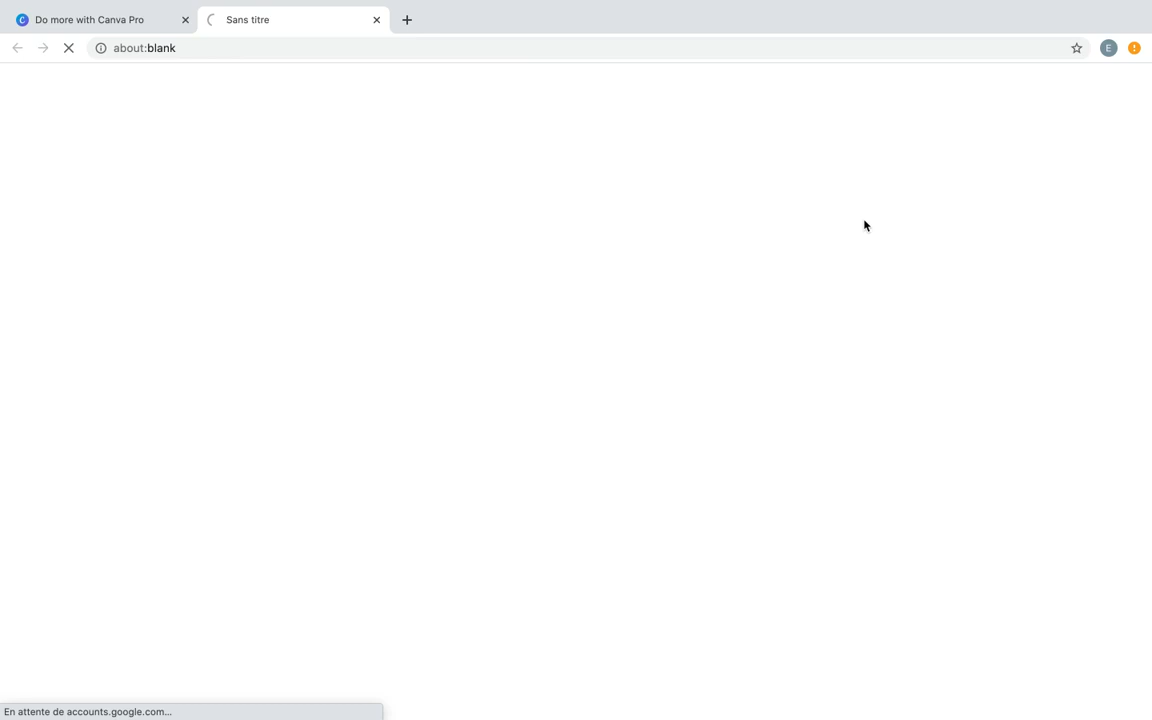 Do more with Canva Pro
Sans titre
about:blank
E
En attente de accounts.google.com...